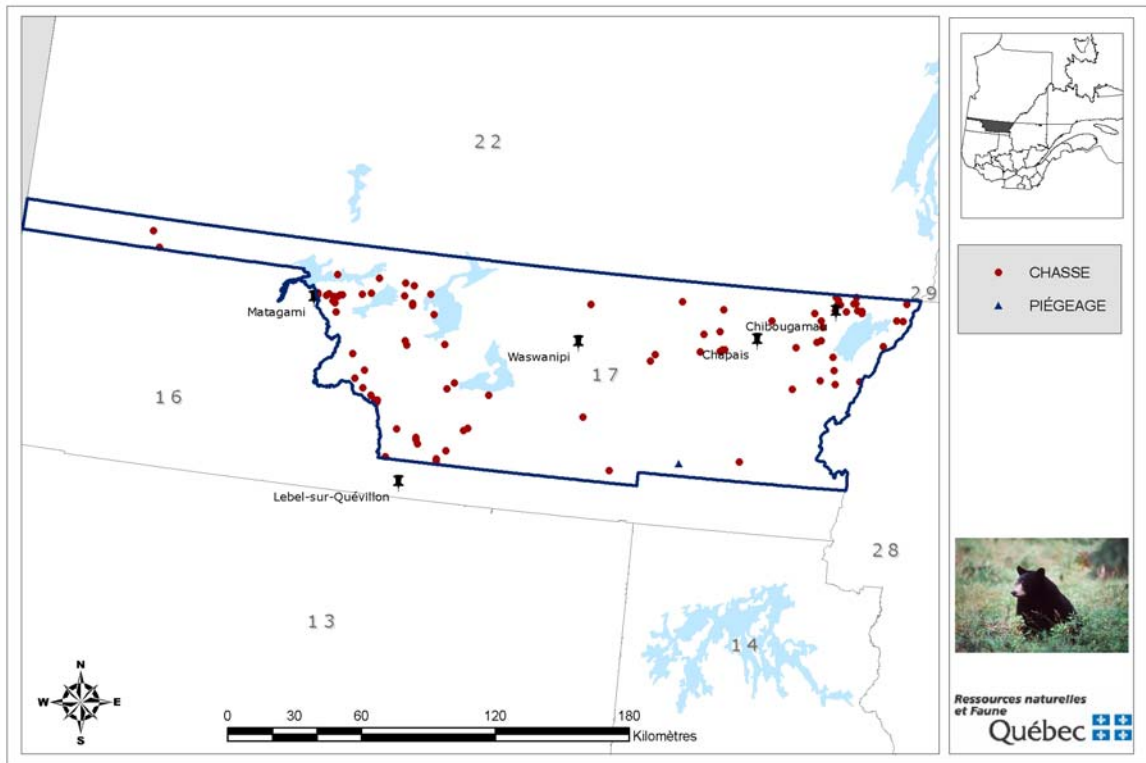 22
29
Matagami
Chibougamau
Waswanipi
Chapais
17
16
Lebel-sur-Quévillon
28
13
14
N
W E
S
0 30 60 120 180
Kilomètres
CHASSE
PIÉGEAGE
Ressources naturelles
et Faune
Québec